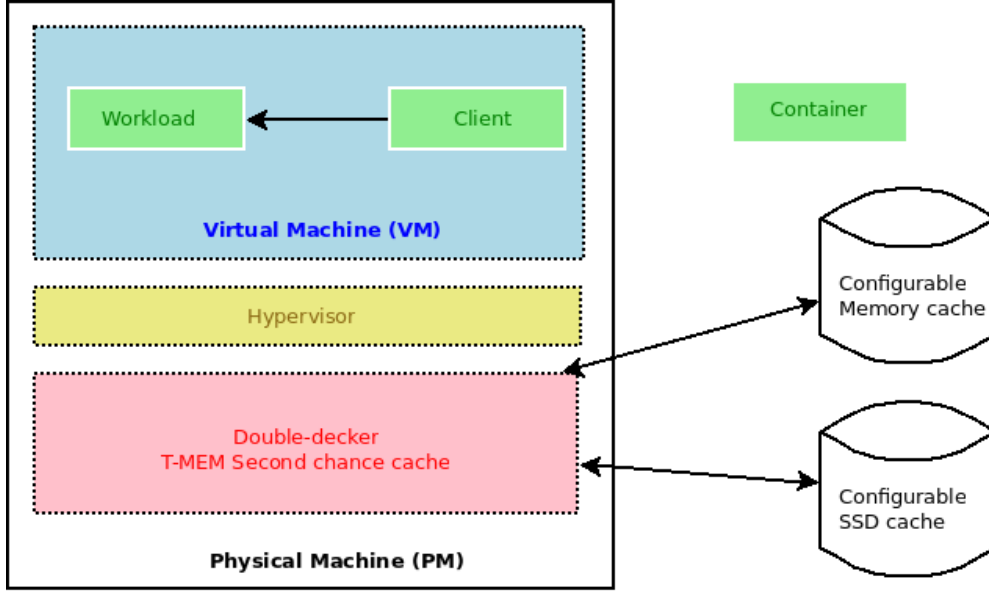 Workload
Client
Container
Virtual Machine (VM)
Configurable
Memory cache
Hypervisor
Double-decker
T-MEM Second chance cache
Configurable
SSD cache
Physical Machine (PM)